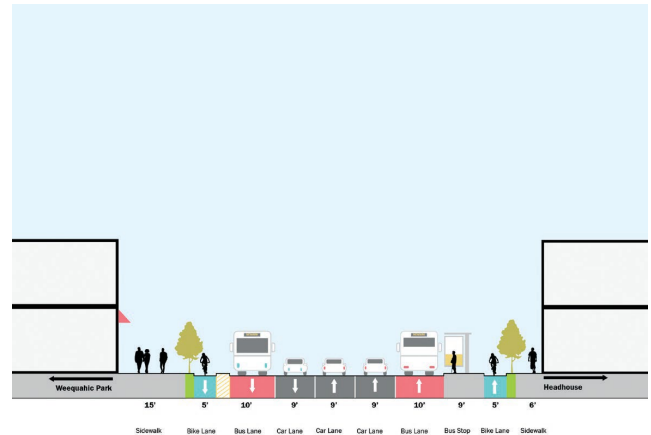 Weequahic Park
Headhouse
15' 5' 10' 9' 9' 9' 10' 9' 5' 6'
Sidewalk Bike Lane Bus Lane Car Lane Car Lane Car Lane Bus Lane Bus Stop Bike Lane Sidewalk